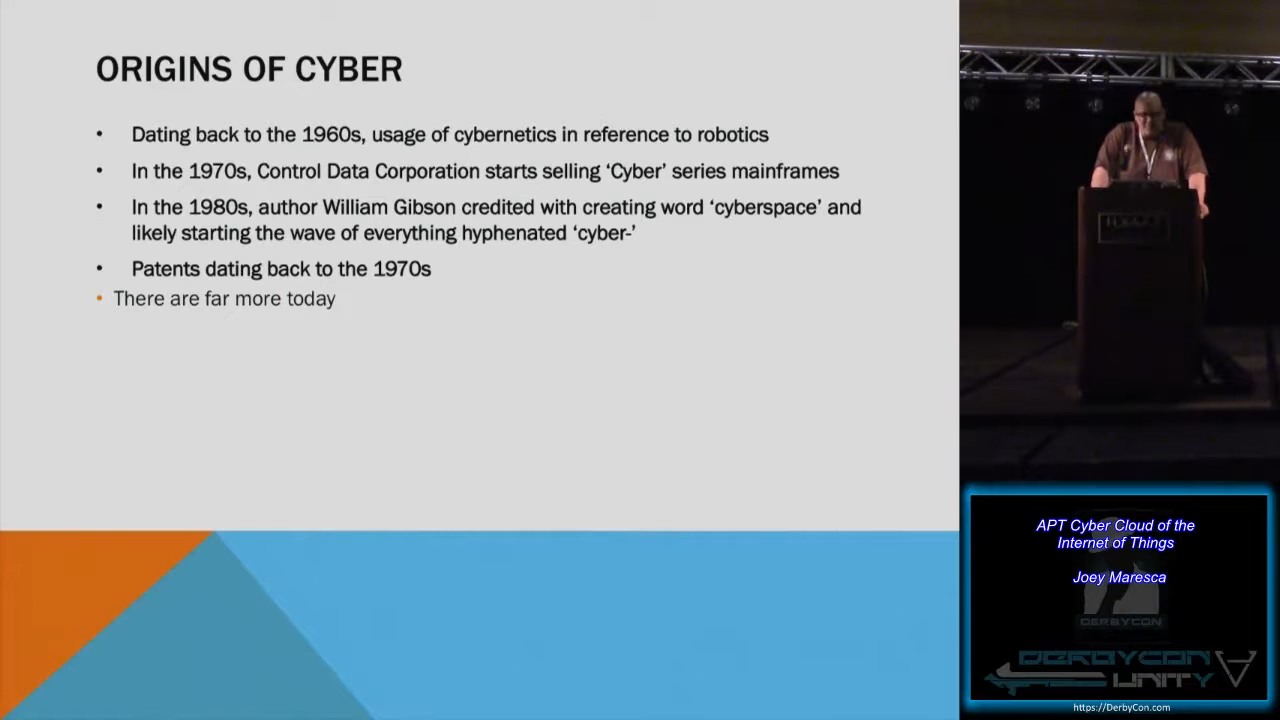 ORIGINS OF CYBER
• Dating back to the 1960s, usage of cybernetics in reference to robotics
• In the 1970s, Control Data Corporation starts selling ‘Cyber’ series mainframes
• In the 1980s, author William Gibson credited with creating word ‘cyberspace’ and
likely starting the wave of everything hyphenated ‘cyber-’
• Patents dating back to the 1970s
• There are far more today
APT Cyber Cloud of the
Internet of Things
Joey Maresca
DERBYCON
DERBYCON
UNITY
https://DerbyCon.com